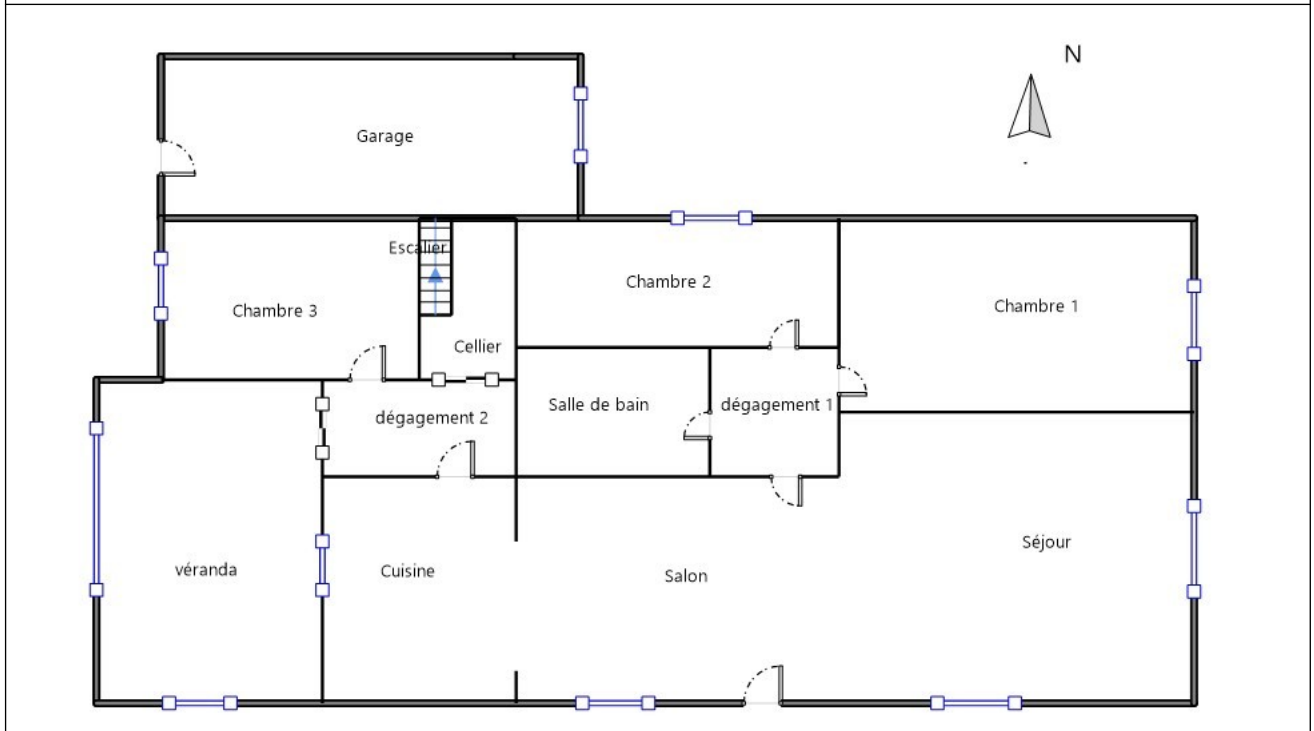 N
Garage
Escalier
Chambre 2
Chambre 3
Chambre 1
Cellier
Salle de bain
dégagement 1
dégagement 2
Séjour
véranda
Cuisine
Salon